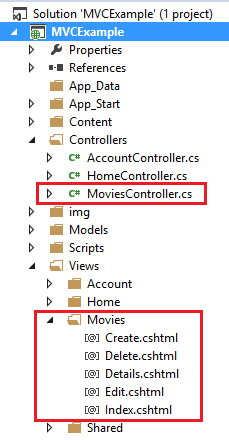 Solution 'MVCExample' (1 project)
MVCExample
Properties
References
App_Data
App_Start
Content
Controllers
C# AccountController.cs
C# HomeController.cs
C# MoviesController.cs
img
Models
Scripts
Views
Account
Home
Movies
[@] Create.cshtml
[@] Delete.cshtml
[@] Details.cshtml
[@] Edit.cshtml
[@] Index.cshtml
Shared